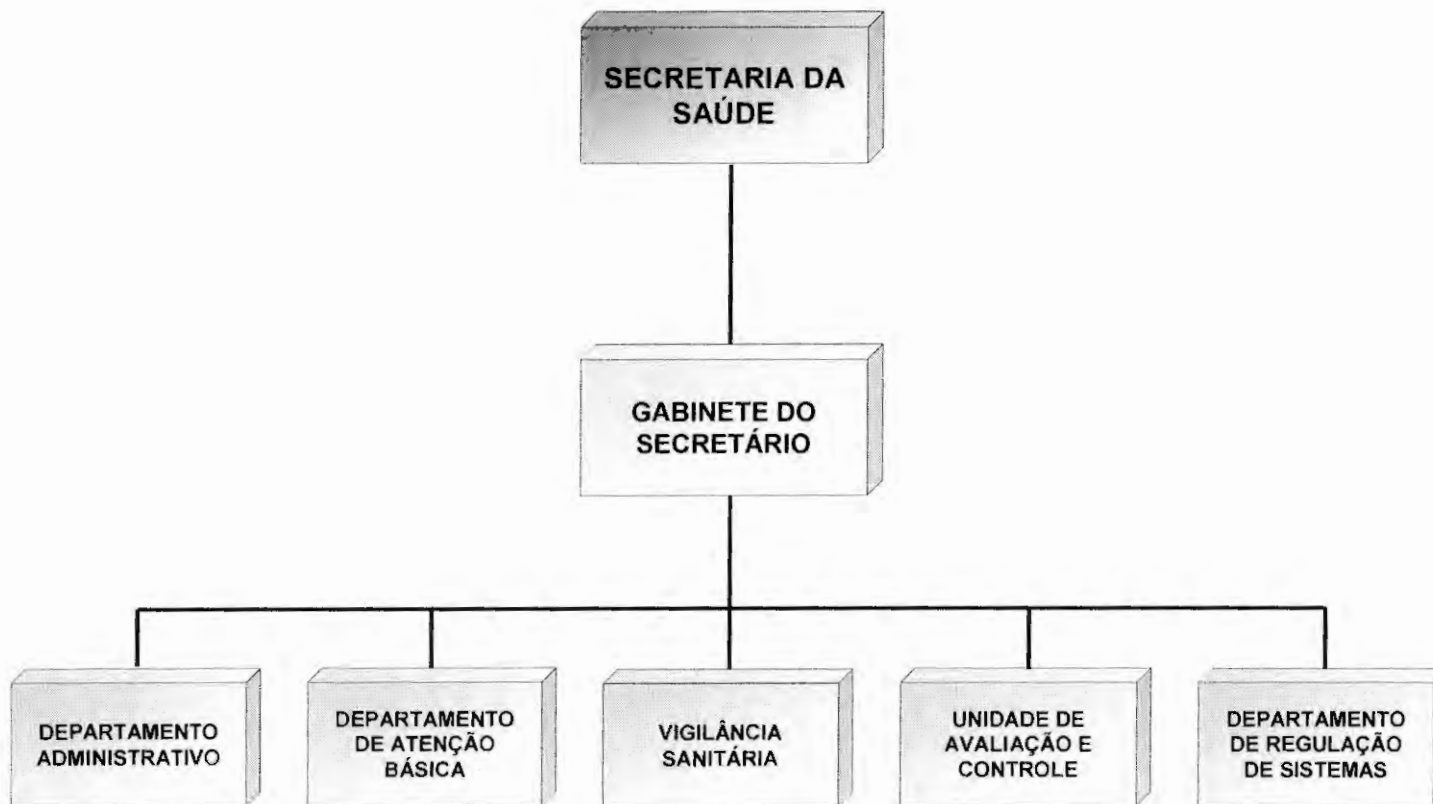 SECRETARIA DA
SAÚDE
GABINETE DO
SECRETÁRIO
DEPARTAMENTO
ADMINISTRATIVO
DEPARTAMENTO
DE ATENÇÃO
BÁSICA
VIGILÂNCIA
SANITÁRIA
UNIDADE DE
AVALIAÇÃO E
CONTROLE
DEPARTAMENTO
DE REGULAÇÃO
DE SISTEMAS